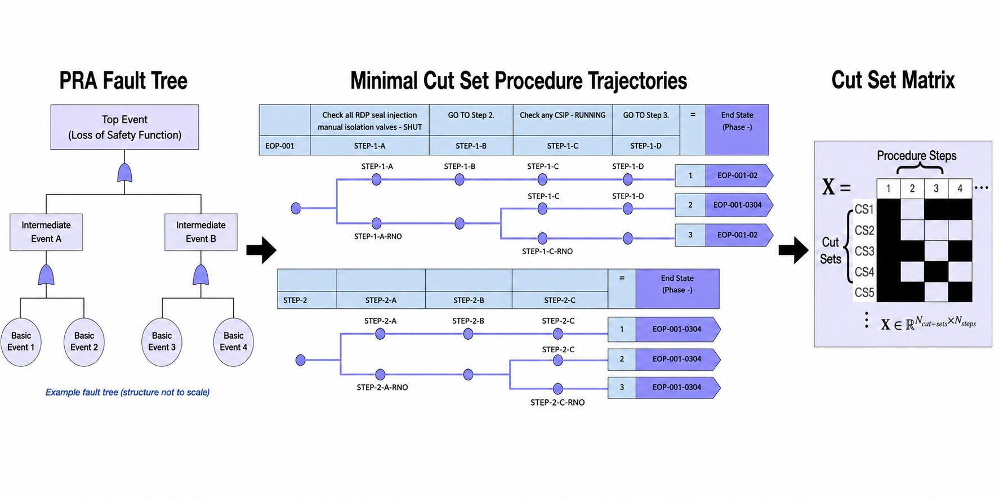 PRA Fault Tree
Top Event
(Loss of Safety Function)
Intermediate
Event A
Intermediate
Event B
Basic
Event 1
Basic
Event 2
Basic
Event 3
Basic
Event 4
Example fault tree (structure not to scale)
Minimal Cut Set Procedure Trajectories
Check all RDP seal injection
manual isolation valves - SHUT
GO TO Step 2.
Check any CSIP - RUNNING
GO TO Step 3.
=
End State
(Phase -)
EOP-001
STEP-1-A
STEP-1-B
STEP-1-C
STEP-1-D
STEP-1-A
STEP-1-B
STEP-1-C
STEP-1-D
1
EOP-001-02
STEP-1-C
STEP-1-D
2
EOP-001-0304
STEP-1-A-RNO
3
EOP-001-02
STEP-1-C-RNO
=
End State
(Phase -)
STEP-2
STEP-2-A
STEP-2-B
STEP-2-C
STEP-2-A
STEP-2-B
STEP-2-C
1
EOP-001-0304
STEP-2-C
2
EOP-001-0304
STEP-2-A-RNO
3
EOP-001-0304
STEP-2-C-RNO
Cut Set Matrix
Procedure Steps
X =
1 2 3 4 ...
CS1
CS2
CS3
CS4
CS5
Cut
Sets
⋮
X ∈ ℝ^{N_{cut-sets}×N_{steps}}